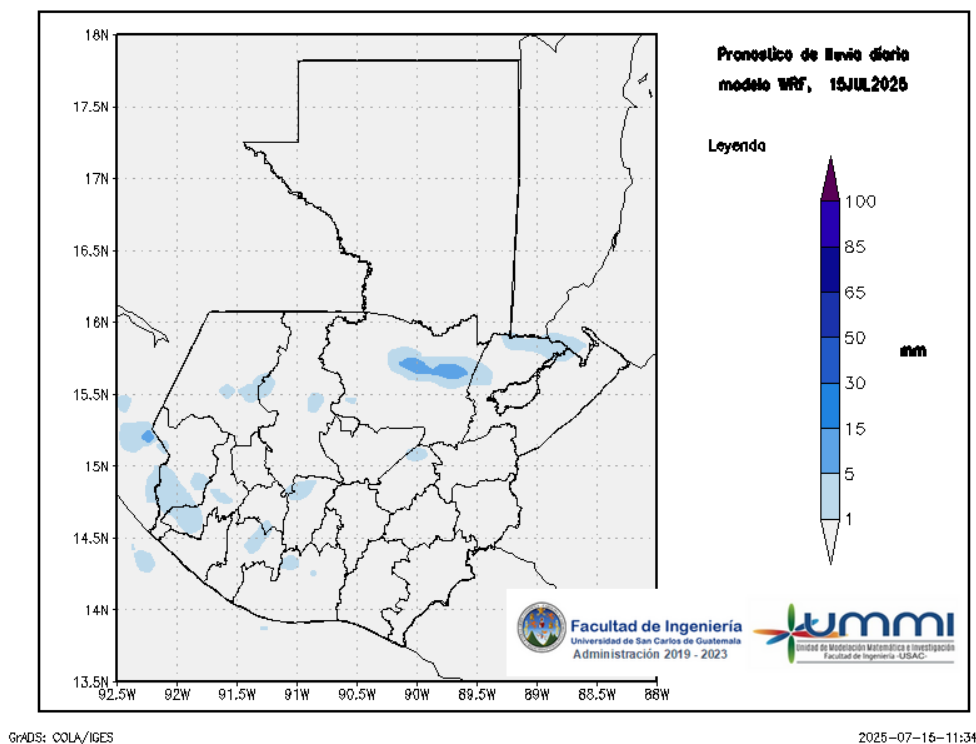 Pronostico de lluvia diaria
modelo WRF, 15JUL2025
Leyenda
100
85
65
50
30
15
5
1
mm
18N
17.5N
17N
16.5N
16N
15.5N
15N
14.5N
14N
13.5N
92.5W 92W 91.5W 91W 90.5W 90W 89.5W 89W 88.5W 88W
Facultad de Ingeniería
Universidad de San Carlos de Guatemala
Administración 2019 - 2023
ummi
Unidad de Modelación Matemática e Investigación
Facultad de Ingeniería -USAC-
GrADS: COLA/IGES
2025-07-15-11:34